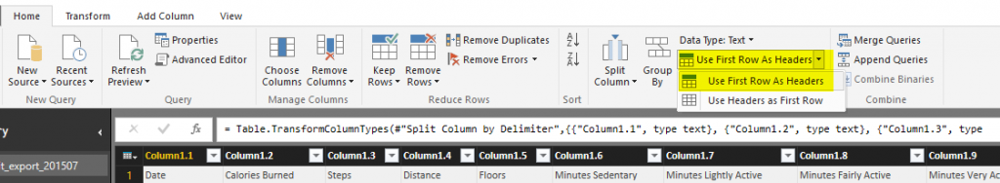 Home Transform Add Column View
Properties
Advanced Editor
New Source
Recent Sources
Refresh Preview
Choose Columns
Remove Columns
Keep Rows
Remove Rows
Remove Duplicates
Remove Errors
A Z
Z A
Split Column
Group By
Data Type: Text
Use First Row As Headers
Use First Row As Headers
Use Headers as First Row
Merge Queries
Append Queries
Combine Binaries
New Query Query Manage Columns Reduce Rows Sort Combine
ry
fx = Table.TransformColumnTypes(#"Split Column by Delimiter",{{"Column1.1", type text}, {"Column1.2", type text}, {"Column1.3", type
t_export_201507
Column1.1 Column1.2 Column1.3 Column1.4 Column1.5 Column1.6 Column1.7 Column1.8 Column1.9
1 Date Calories Burned Steps Distance Floors Minutes Sedentary Minutes Lightly Active Minutes Fairly Active Minutes Very Ac